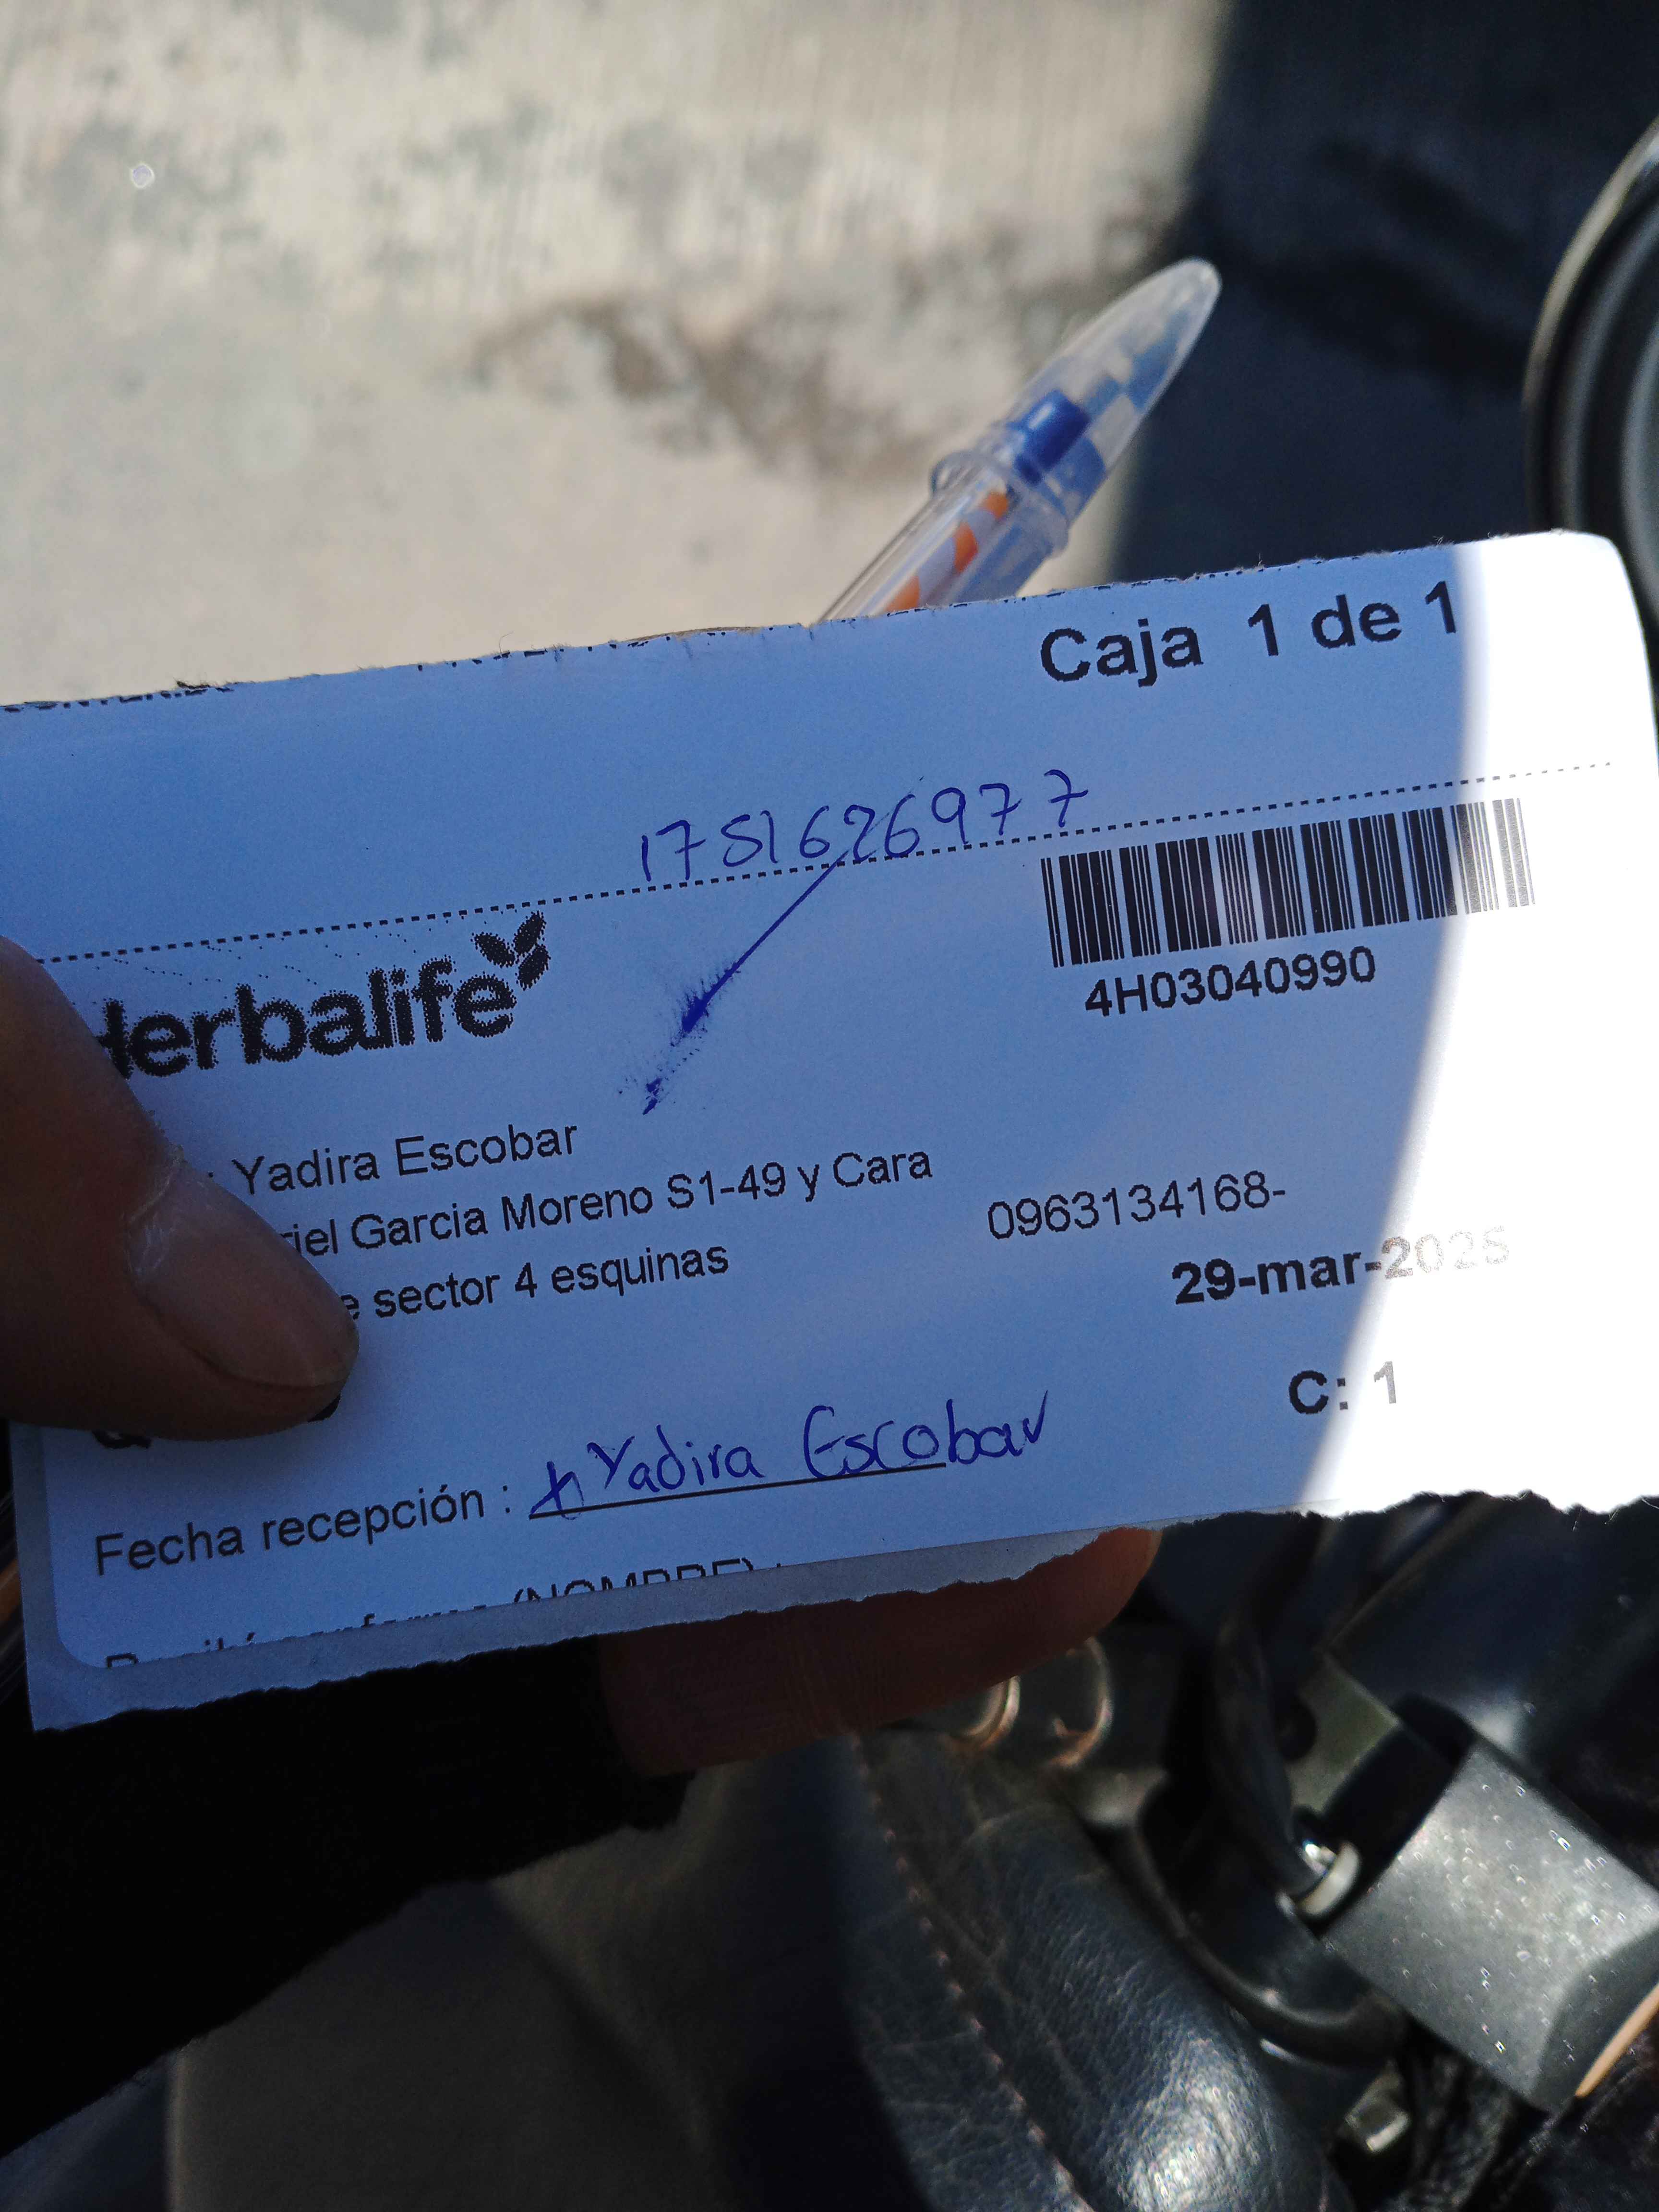 Caja 1 de 1
1751626977
Herbalife
4H03040990
: Yadira Escobar
riel Garcia Moreno S1-49 y Cara
0963134168-
e sector 4 esquinas
29-mar-2025
C: 1
Fecha recepción : Yadira Escobar
(NOMBRE) :